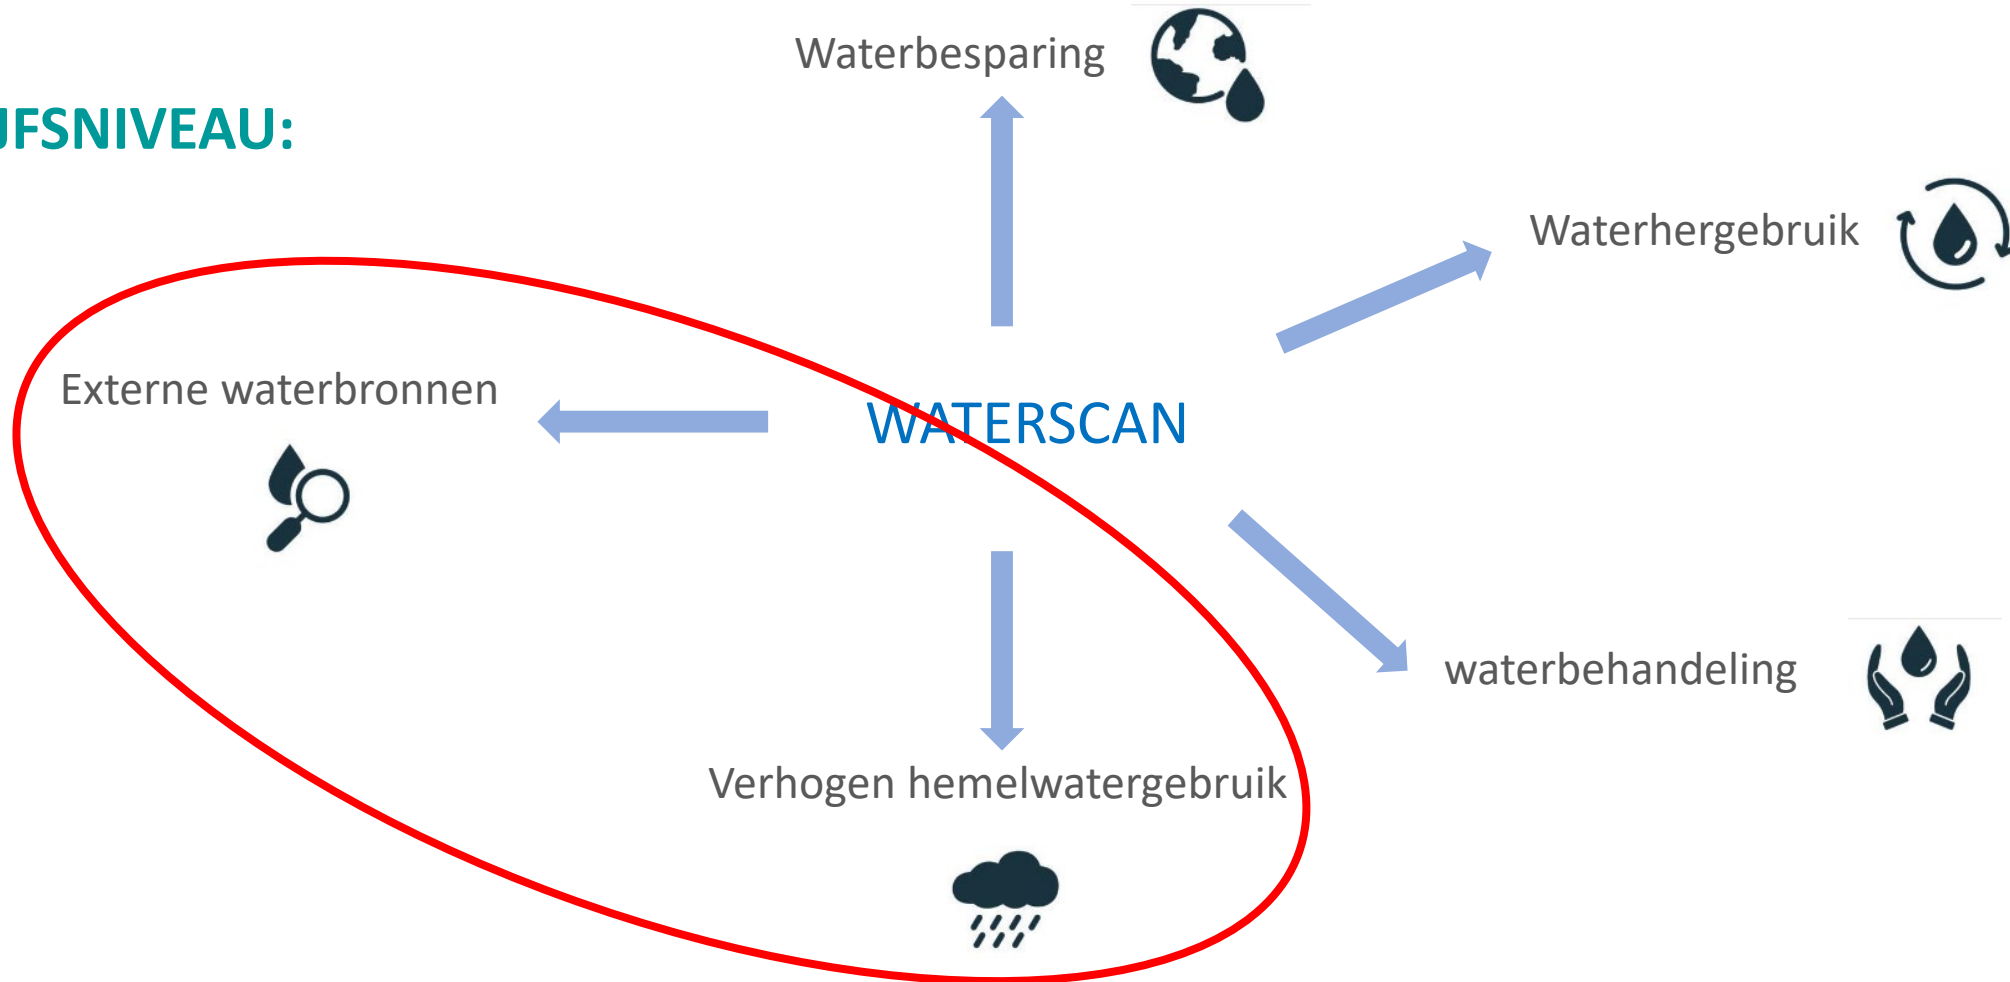 Waterbesparing
JFSNIVEAU:
Waterhergebruik
Externe waterbronnen
WATERSCAN
waterbehandeling
Verhogen hemelwatergebruik